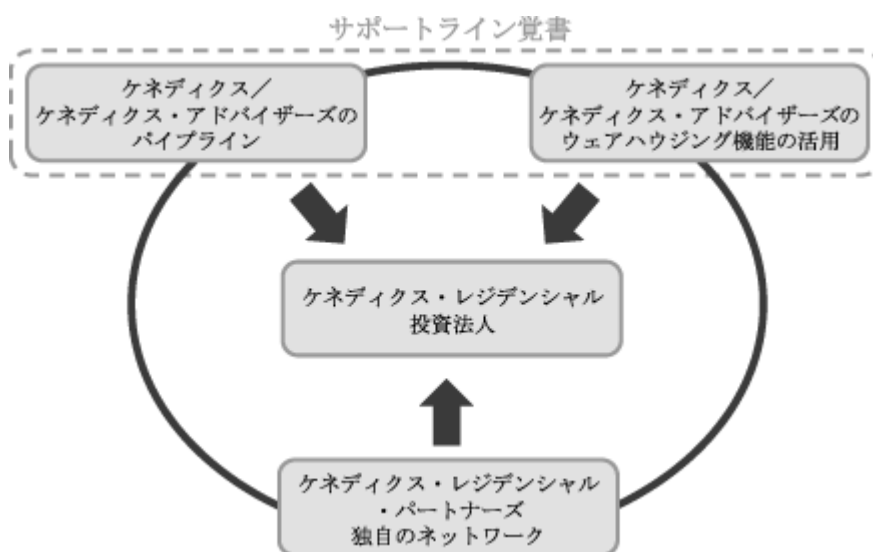 サポートライン覚書
ケネディクス／
ケネディクス・アドバイザーズの
パイプライン
ケネディクス／
ケネディクス・アドバイザーズの
ウェアハウジング機能の活用
ケネディクス・レジデンシャル
投資法人
ケネディクス・レジデンシャル
・パートナーズ
独自のネットワーク